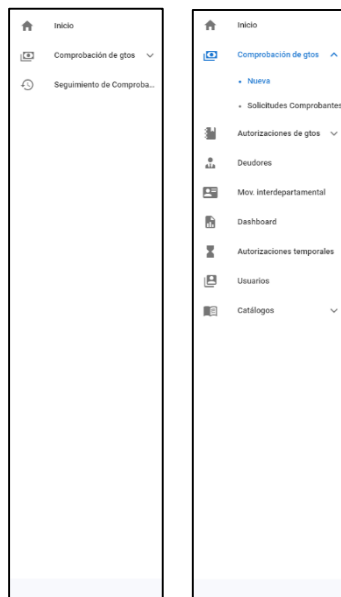 Inicio
Comprobación de gtos
Seguimiento de Comproba...
Inicio
Comprobación de gtos
• Nueva
• Solicitudes Comprobantes
Autorizaciones de gtos
Deudores
Mov. interdepartamental
Dashboard
Autorizaciones temporales
Usuarios
Catálogos